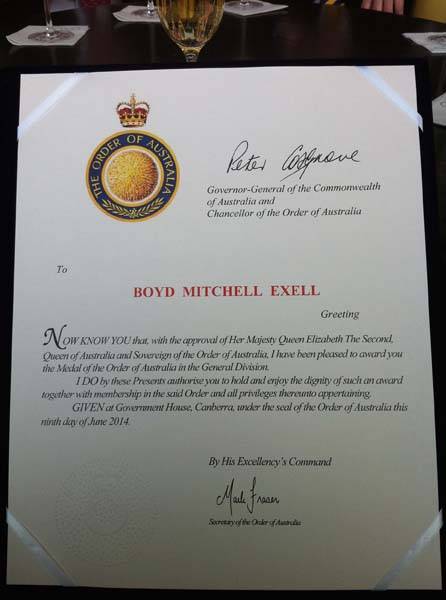 THE ORDER OF AUSTRALIA
Peter Cosgrove
Governor-General of the Commonwealth
of Australia and
Chancellor of the Order of Australia
To
BOYD MITCHELL EXELL
Greeting
NOW KNOW YOU that, with the approval of Her Majesty Queen Elizabeth The Second,
Queen of Australia and Sovereign of the Order of Australia, I have been pleased to award you
the Medal of the Order of Australia in the General Division.
I DO by these Presents authorise you to hold and enjoy the dignity of such an award
together with membership in the said Order and all privileges thereunto appertaining.
GIVEN at Government House, Canberra, under the seal of the Order of Australia this
ninth day of June 2014.
By His Excellency's Command
Mark Fraser
Secretary of the Order of Australia